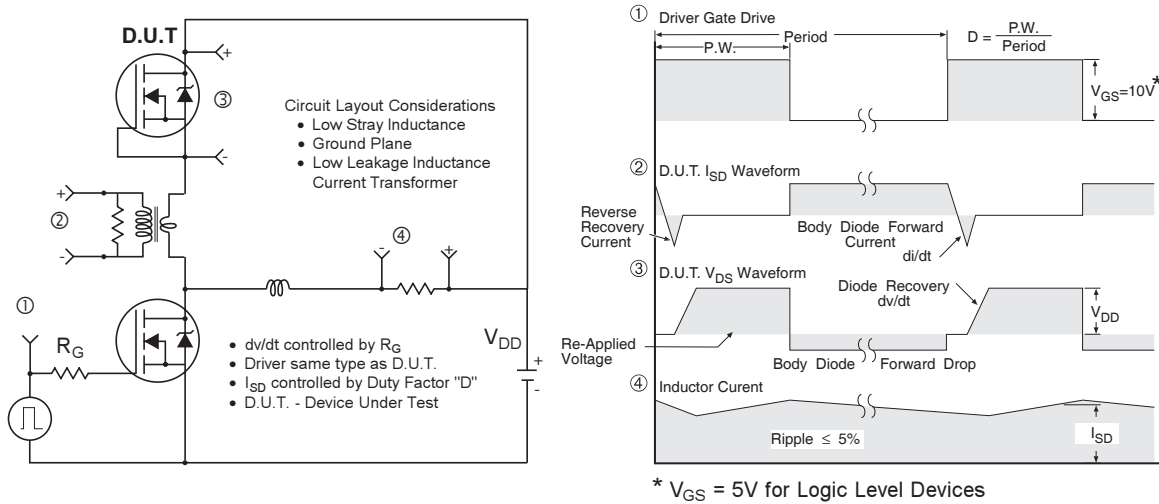 D.U.T
+
③
-
Circuit Layout Considerations
• Low Stray Inductance
• Ground Plane
• Low Leakage Inductance
Current Transformer
+
②
-
④
- +
①
R_G
V_DD
+
-
• dv/dt controlled by R_G
• Driver same type as D.U.T.
• I_SD controlled by Duty Factor "D"
• D.U.T. - Device Under Test
① Driver Gate Drive
Period
P.W.
D = P.W. / Period
V_GS=10V *
② D.U.T. I_SD Waveform
Reverse
Recovery
Current
Body Diode Forward
Current
di/dt
③ D.U.T. V_DS Waveform
Diode Recovery
dv/dt
V_DD
Re-Applied
Voltage
Body Diode Forward Drop
④ Inductor Curent
Ripple ≤ 5%
I_SD
* V_GS = 5V for Logic Level Devices